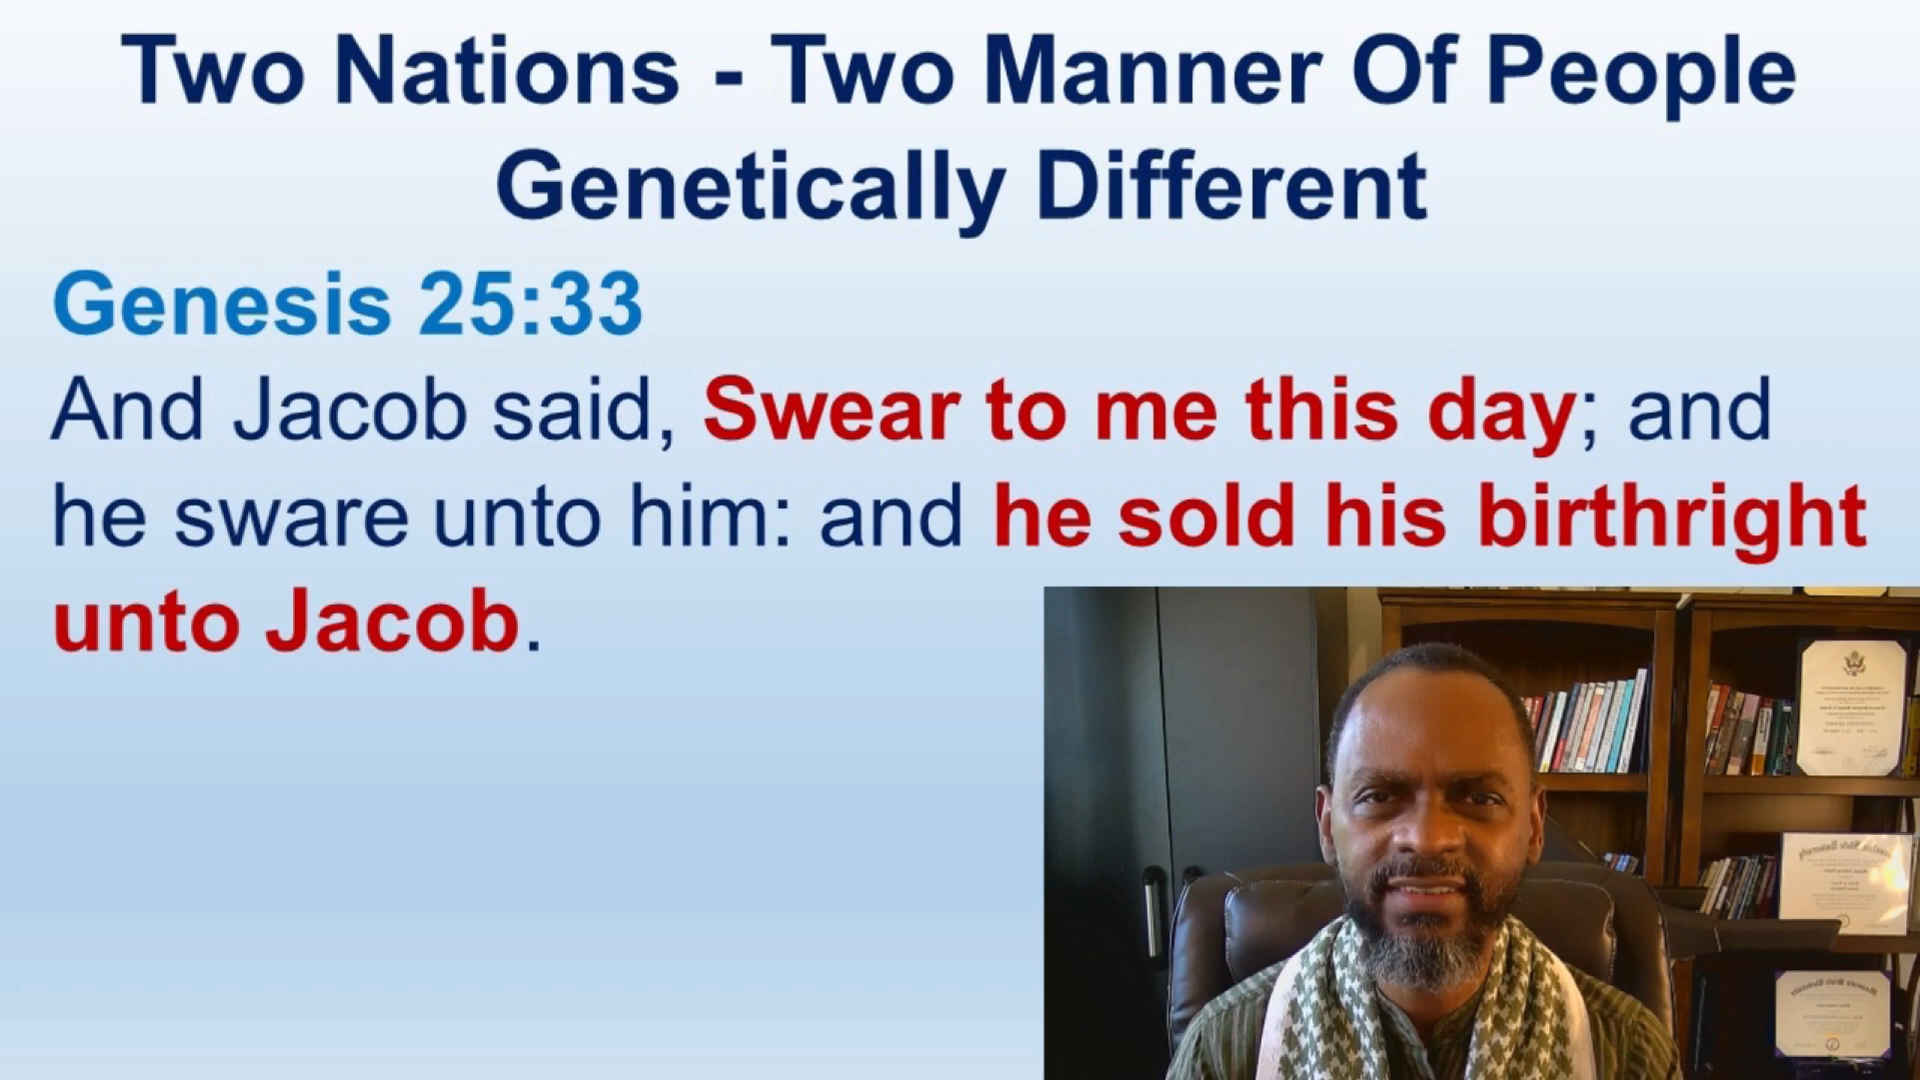 Two Nations - Two Manner Of People
Genetically Different
Genesis 25:33
And Jacob said, Swear to me this day; and
he sware unto him: and he sold his birthright
unto Jacob.